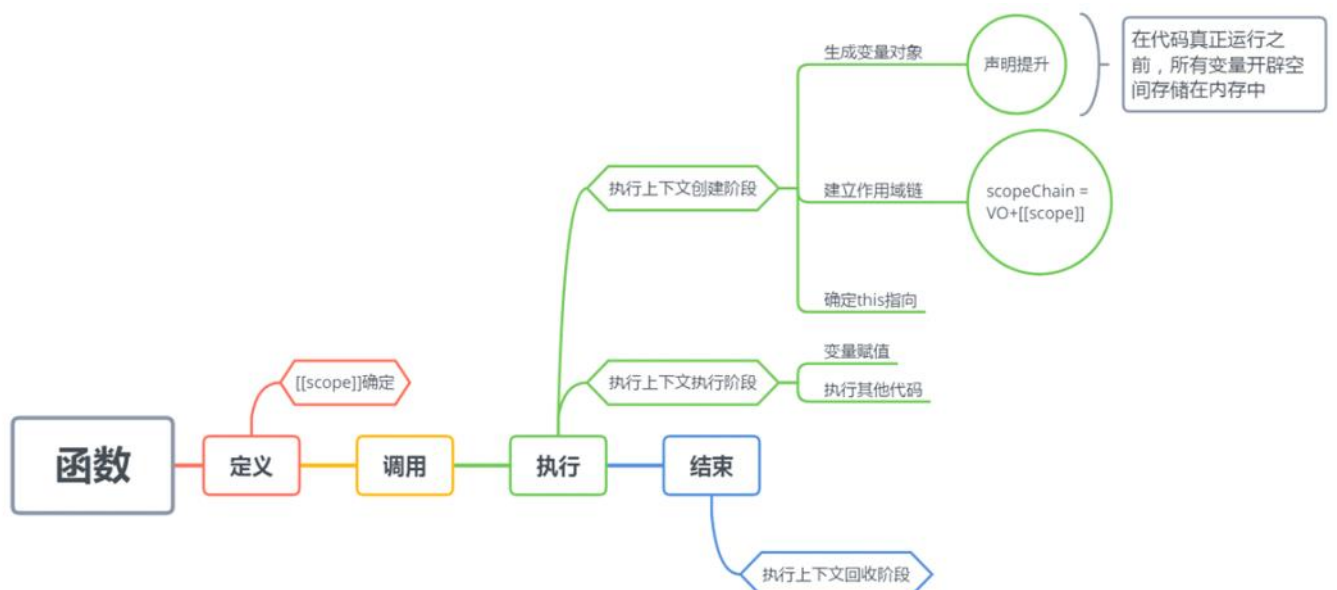 生成变量对象
声明提升
在代码真正运行之
前，所有变量开辟空
间存储在内存中
执行上下文创建阶段
建立作用域链
scopeChain =
VO+[[scope]]
确定this指向
变量赋值
[[scope]]确定
执行上下文执行阶段
执行其他代码
函数
定义
调用
执行
结束
执行上下文回收阶段